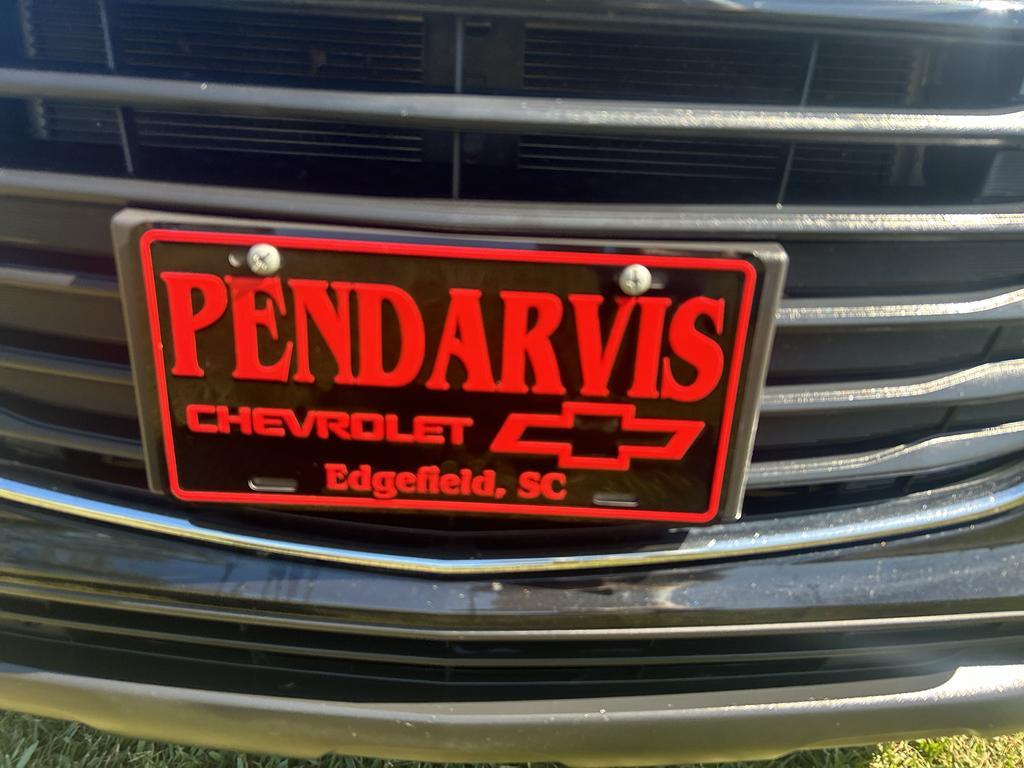 PENDARVIS
CHEVROLET
Edgefield, SC